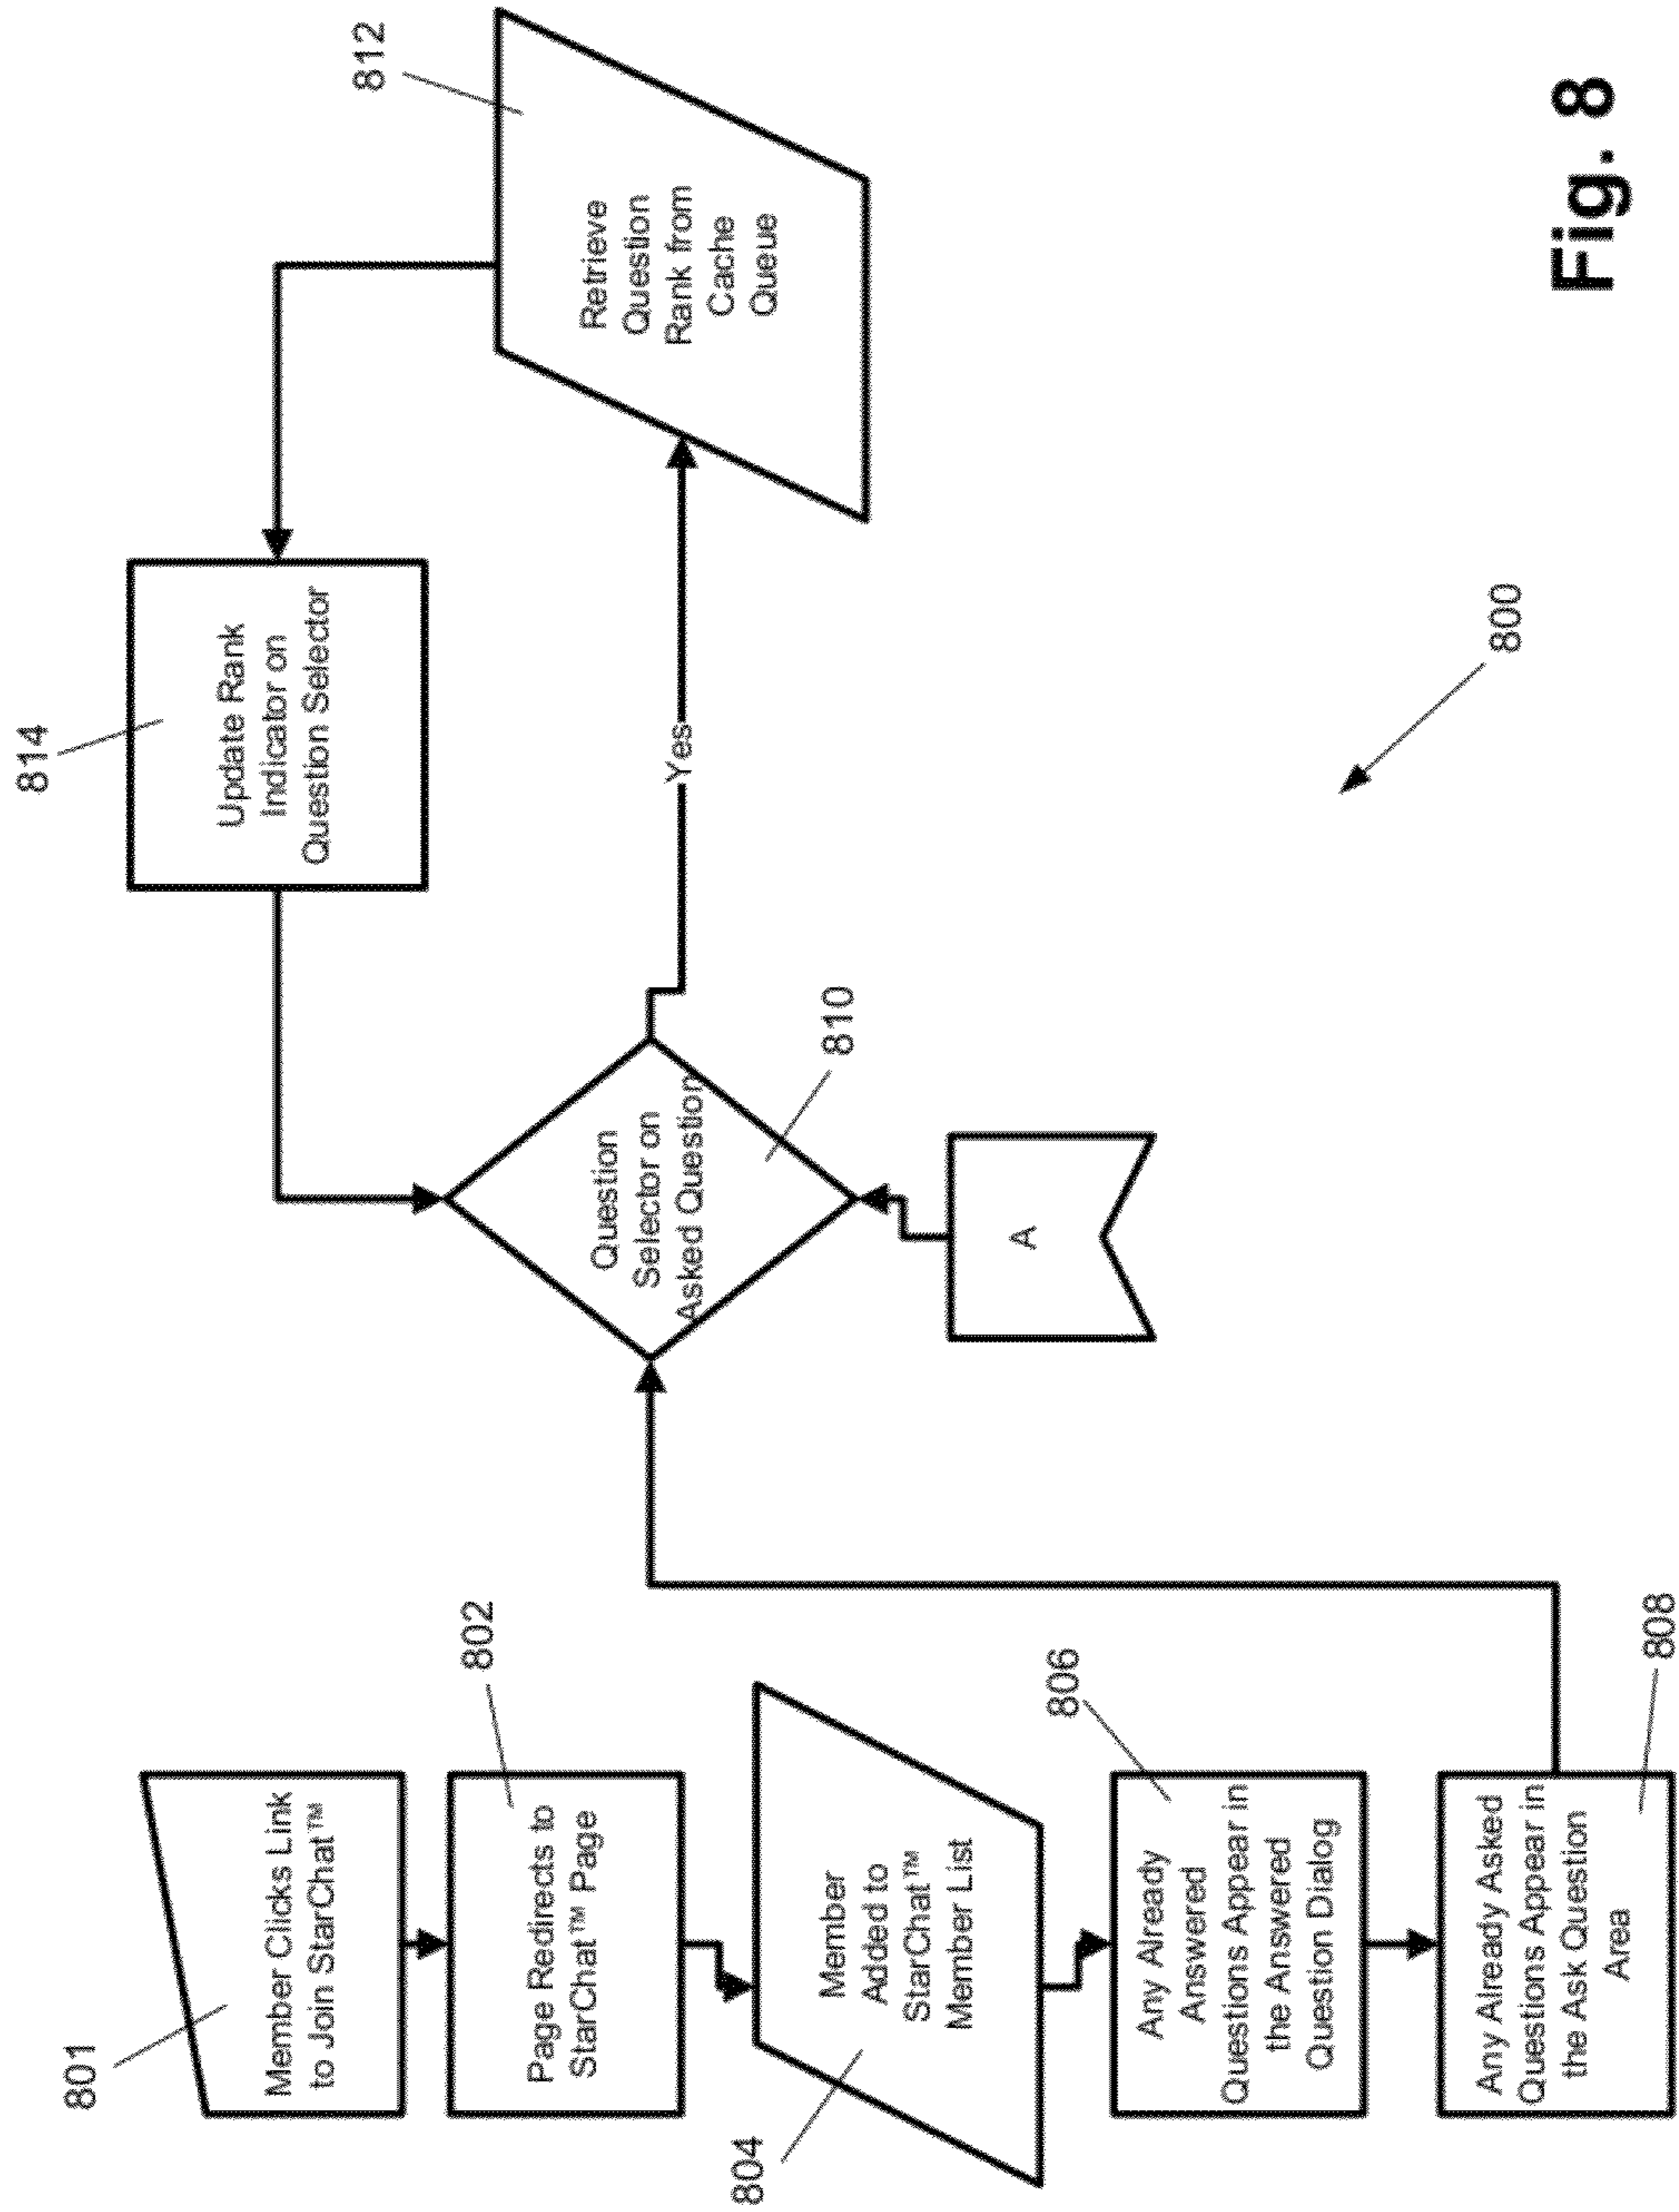 801
Member Clicks Link
to Join StarChat™
802
Page Redirects to
StarChat™ Page
804
Member
Added to
StarChat™
Member List
806
Any Already
Answered
Questions Appear in
the Answered
Question Dialog
808
Any Already Asked
Questions Appear in
the Ask Question
Area
810
Question
Selector on
Asked Question
A
Yes
812
Retrieve
Question
Rank from
Cache
Queue
814
Update Rank
Indicator on
Question Selector
800
Fig. 8